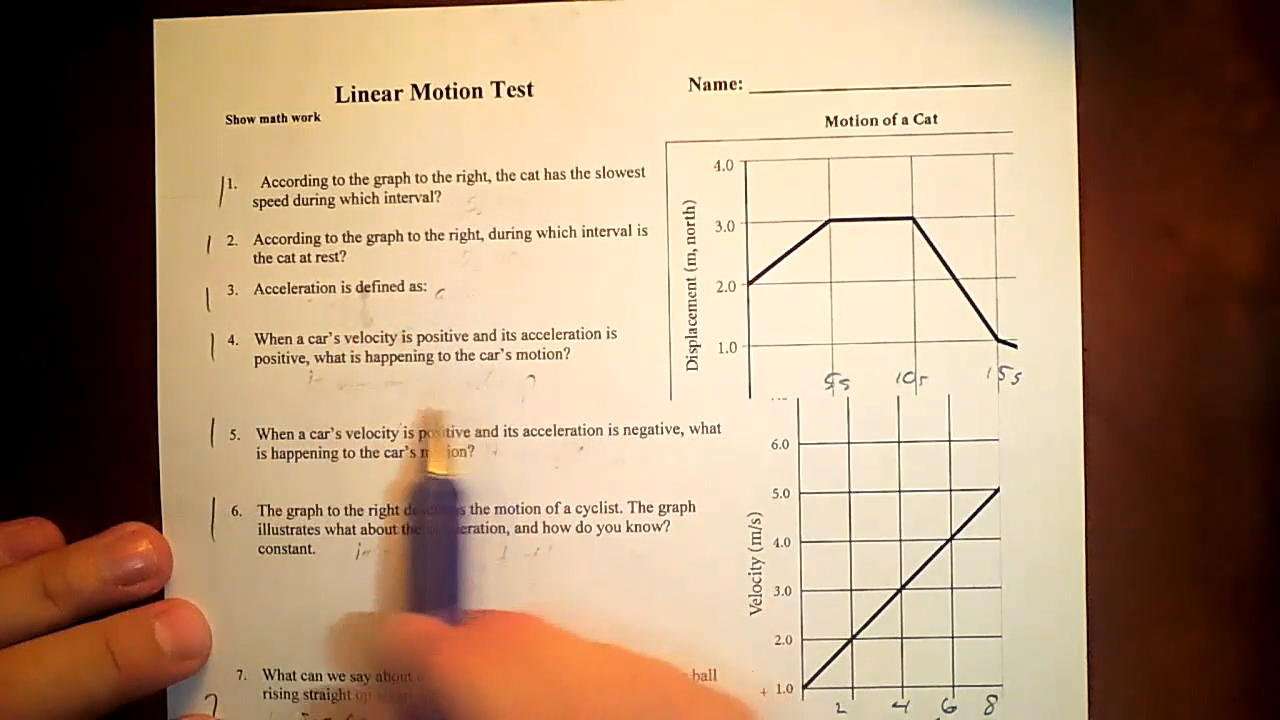 Linear Motion Test
Name:
Show math work
Motion of a Cat
1. According to the graph to the right, the cat has the slowest
speed during which interval?
2. According to the graph to the right, during which interval is
the cat at rest?
3. Acceleration is defined as:
4. When a car's velocity is positive and its acceleration is
positive, what is happening to the car's motion?
5. When a car's velocity is positive and its acceleration is negative, what
is happening to the car's motion?
6. The graph to the right describes the motion of a cyclist. The graph
illustrates what about the acceleration, and how do you know?
constant.
7. What can we say about ball
rising straight up
Displacement (m, north)
4.0
3.0
2.0
1.0
5s 10s 15s
Velocity (m/s)
6.0
5.0
4.0
3.0
2.0
+ 1.0
2 4 6 8